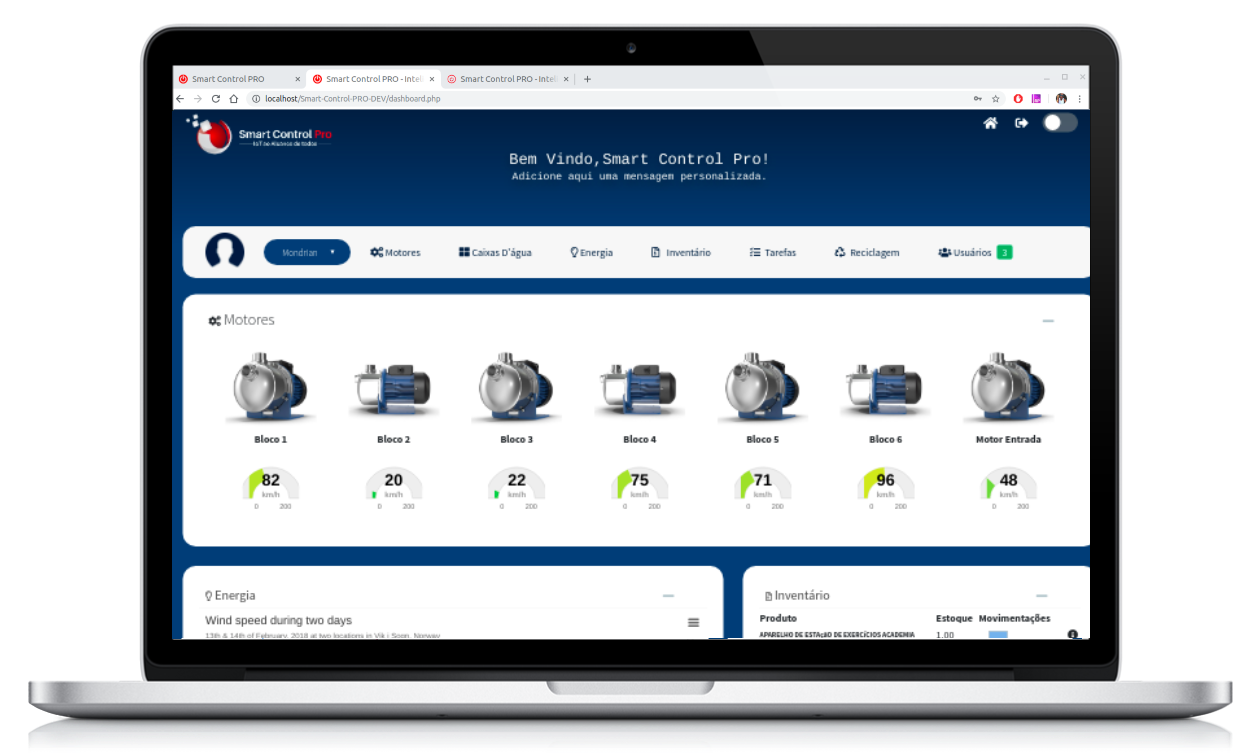 Smart Control PRO
Smart Control PRO - Inteli
Smart Control PRO - Inteli
localhost/Smart-Control-PRO-DEV/dashboard.php
Smart Control Pro
IoT ao Alcance de todos
Bem Vindo,Smart Control Pro!
Adicione aqui uma mensagem personalizada.
Mondrian Motores Caixas D'água Energia Inventário Tarefas Reciclagem Usuários 3
Motores
Bloco 1 Bloco 2 Bloco 3 Bloco 4 Bloco 5 Bloco 6 Motor Entrada
82 20 22 75 71 96 48
km/h km/h km/h km/h km/h km/h km/h
0 200 0 200 0 200 0 200 0 200 0 200 0 200
Energia
Wind speed during two days
13th & 14th of February, 2018 at two locations in Vik i Sogn, Norway
Inventário
Produto Estoque Movimentações
APARELHO DE ESTAçãO DE EXERCÍCIOS ACADEMIA 1.00